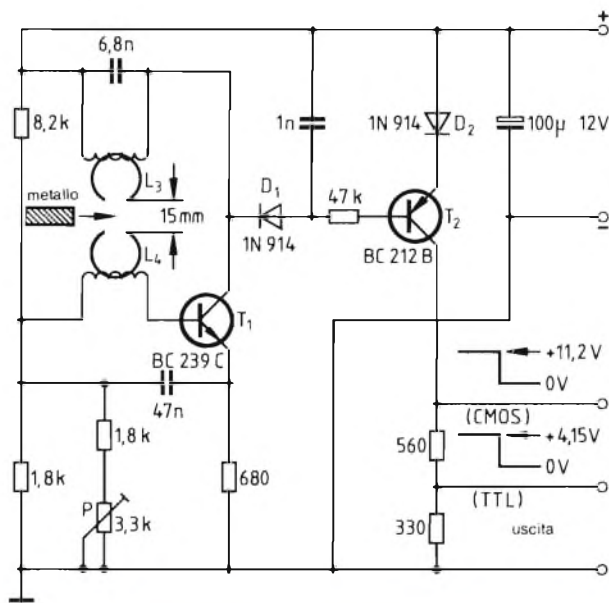 +
6,8n
8,2k
1n
1N 914
D2
100µ
12V
L3
metallo
15mm
D1
47k
T2
L4
1N 914
BC 212 B
T1
BC 239 C
+11,2V
0V
47n
(CMOS)
+4,15V
1,8k
560
0V
1,8k
680
(TTL)
P
3,3k
330
uscita